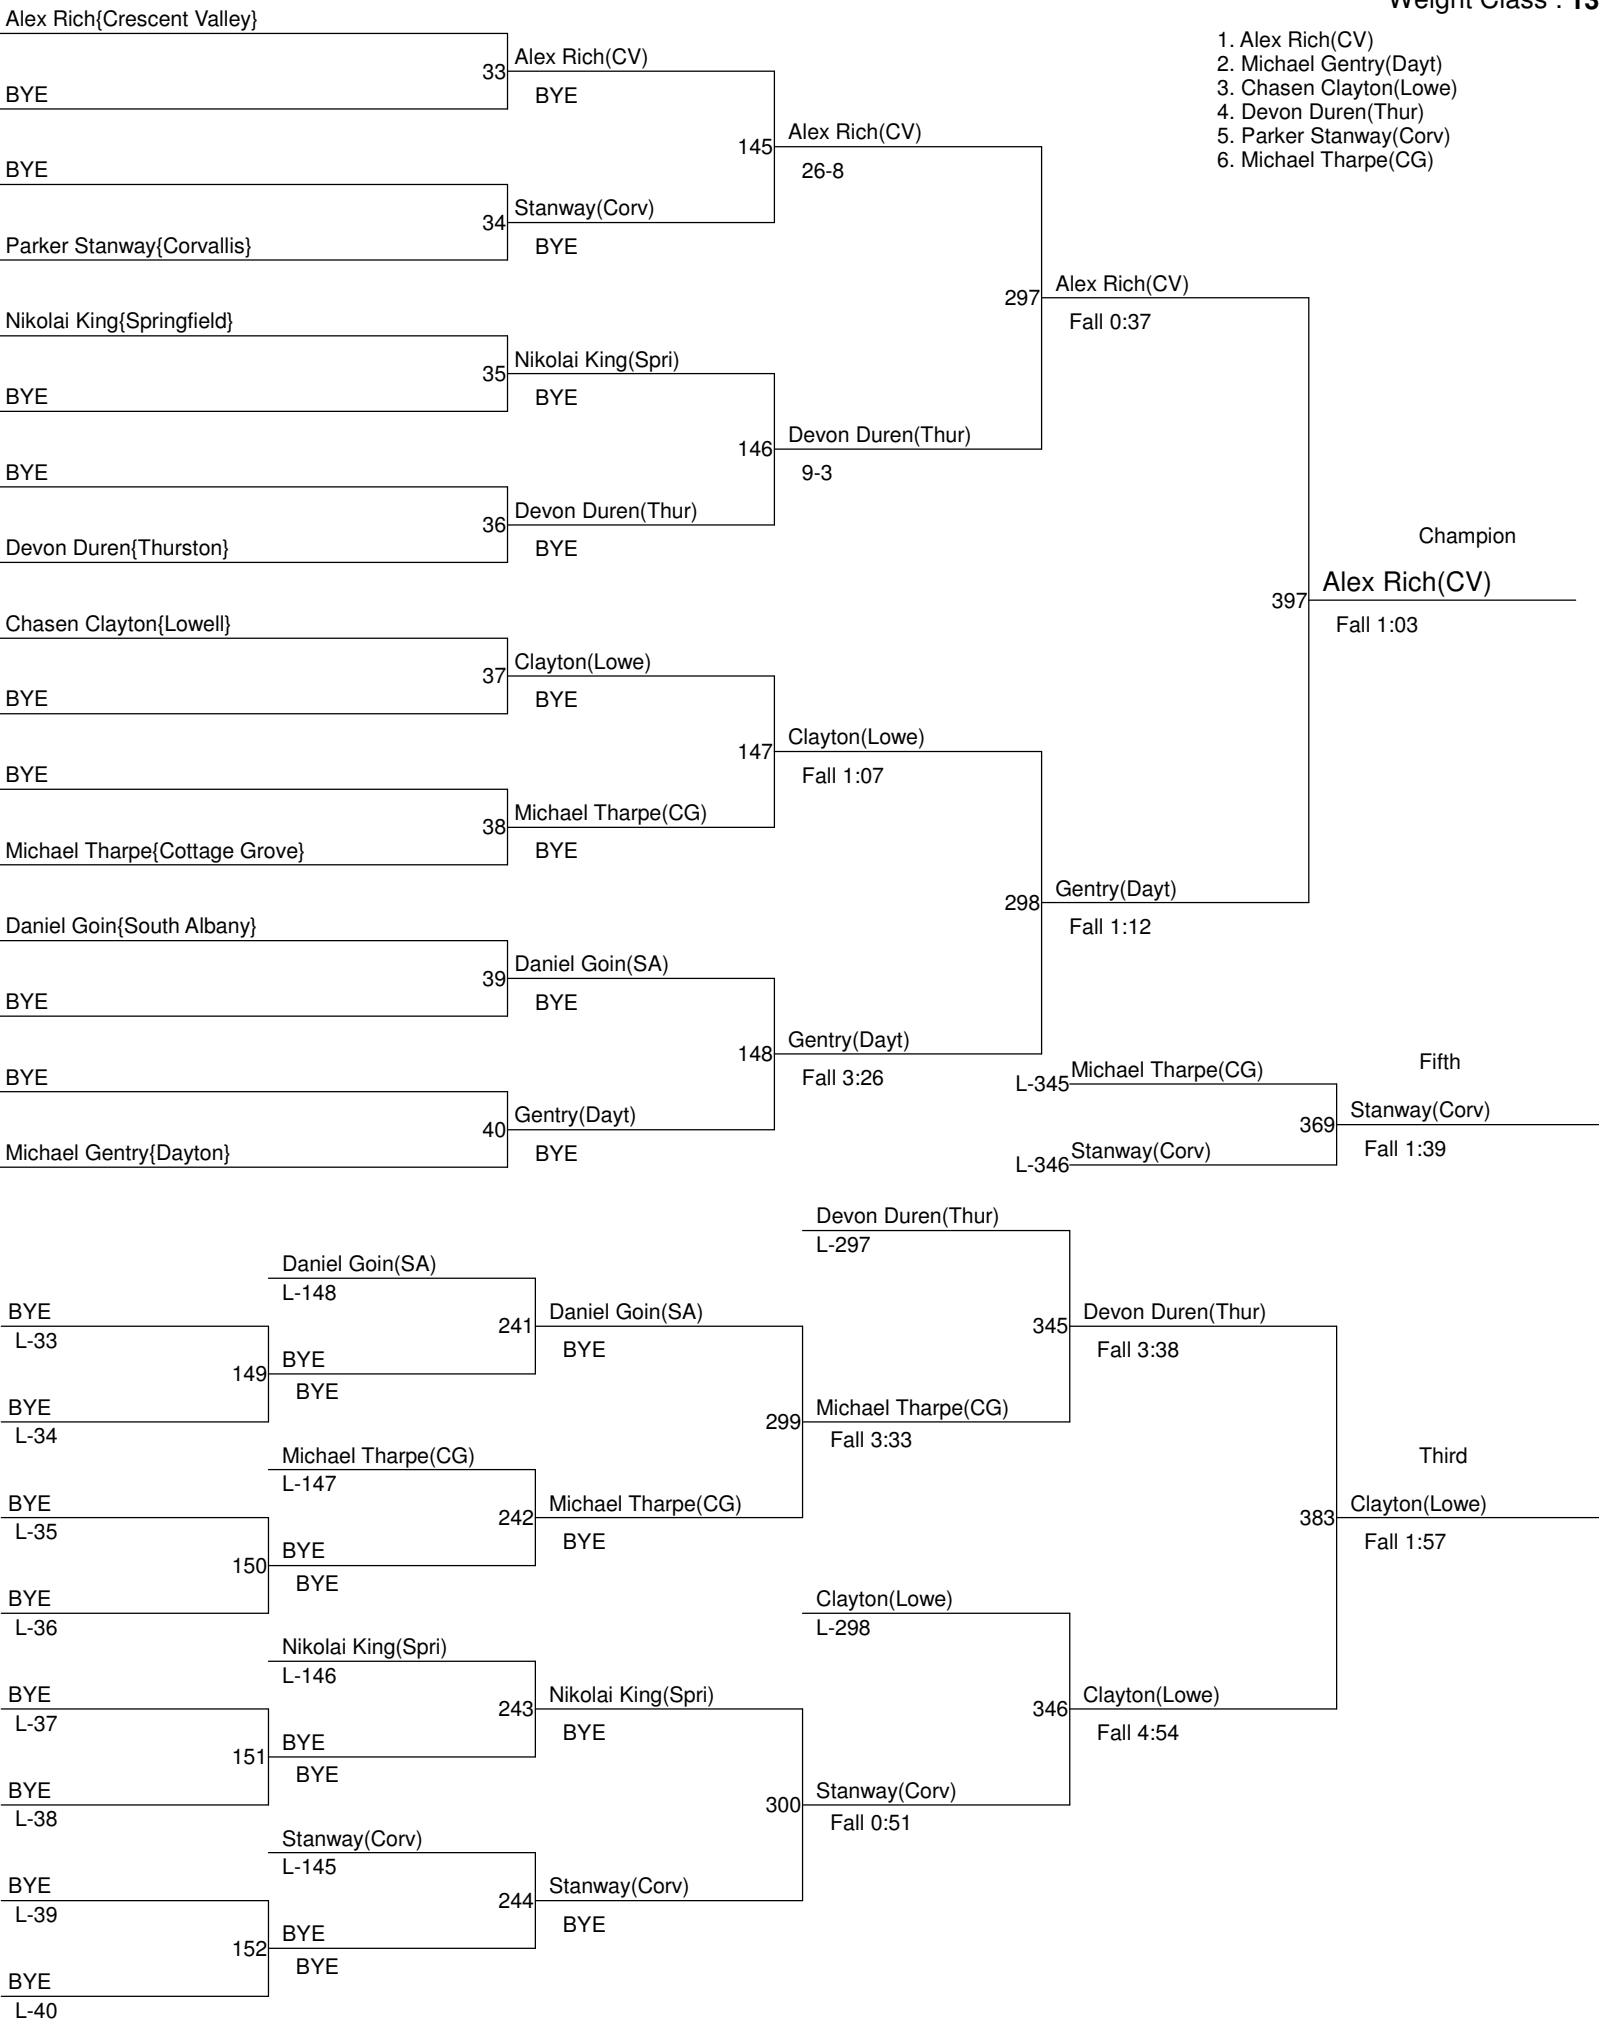 Weight Class : 13
1. Alex Rich(CV)
2. Michael Gentry(Dayt)
3. Chasen Clayton(Lowe)
4. Devon Duren(Thur)
5. Parker Stanway(Corv)
6. Michael Tharpe(CG)
Alex Rich{Crescent Valley}
33
Alex Rich(CV)
BYE
BYE
145
Alex Rich(CV)
26-8
BYE
34
Stanway(Corv)
BYE
Parker Stanway{Corvallis}
297
Alex Rich(CV)
Fall 0:37
Nikolai King{Springfield}
35
Nikolai King(Spri)
BYE
BYE
146
Devon Duren(Thur)
9-3
BYE
36
Devon Duren(Thur)
BYE
Devon Duren{Thurston}
Champion
397
Alex Rich(CV)
Fall 1:03
Chasen Clayton{Lowell}
37
Clayton(Lowe)
BYE
BYE
147
Clayton(Lowe)
Fall 1:07
BYE
38
Michael Tharpe(CG)
BYE
Michael Tharpe{Cottage Grove}
298
Gentry(Dayt)
Fall 1:12
Daniel Goin{South Albany}
39
Daniel Goin(SA)
BYE
BYE
148
Gentry(Dayt)
Fall 3:26
BYE
40
Gentry(Dayt)
BYE
Michael Gentry{Dayton}
L-345
Michael Tharpe(CG)
Fifth
369
Stanway(Corv)
Fall 1:39
L-346
Stanway(Corv)
Devon Duren(Thur)
L-297
Daniel Goin(SA)
L-148
BYE
L-33
241
Daniel Goin(SA)
BYE
345
Devon Duren(Thur)
Fall 3:38
149
BYE
BYE
BYE
L-34
299
Michael Tharpe(CG)
Fall 3:33
Michael Tharpe(CG)
L-147
Third
BYE
L-35
242
Michael Tharpe(CG)
BYE
383
Clayton(Lowe)
Fall 1:57
150
BYE
BYE
BYE
L-36
Clayton(Lowe)
L-298
Nikolai King(Spri)
L-146
BYE
L-37
243
Nikolai King(Spri)
BYE
346
Clayton(Lowe)
Fall 4:54
151
BYE
BYE
BYE
L-38
300
Stanway(Corv)
Fall 0:51
Stanway(Corv)
L-145
BYE
L-39
244
Stanway(Corv)
BYE
152
BYE
BYE
BYE
L-40